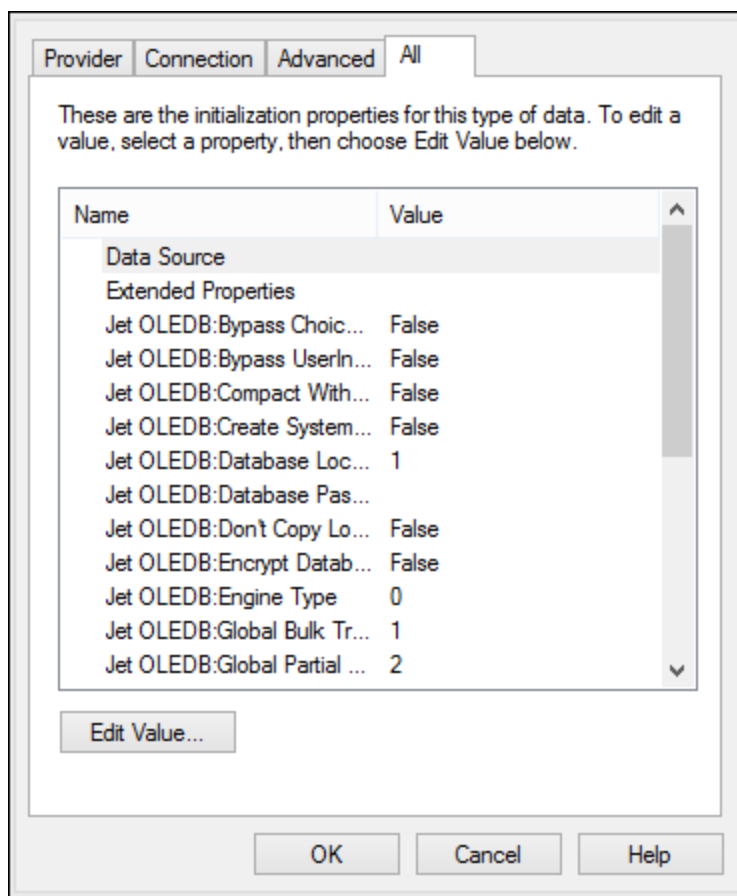 Provider Connection Advanced All
These are the initialization properties for this type of data. To edit a
value, select a property, then choose Edit Value below.
Name Value
Data Source
Extended Properties
Jet OLEDB:Bypass Choic... False
Jet OLEDB:Bypass UserIn... False
Jet OLEDB:Compact With... False
Jet OLEDB:Create System... False
Jet OLEDB:Database Loc... 1
Jet OLEDB:Database Pas...
Jet OLEDB:Don't Copy Lo... False
Jet OLEDB:Encrypt Datab... False
Jet OLEDB:Engine Type 0
Jet OLEDB:Global Bulk Tr... 1
Jet OLEDB:Global Partial ... 2
Edit Value...
OK Cancel Help